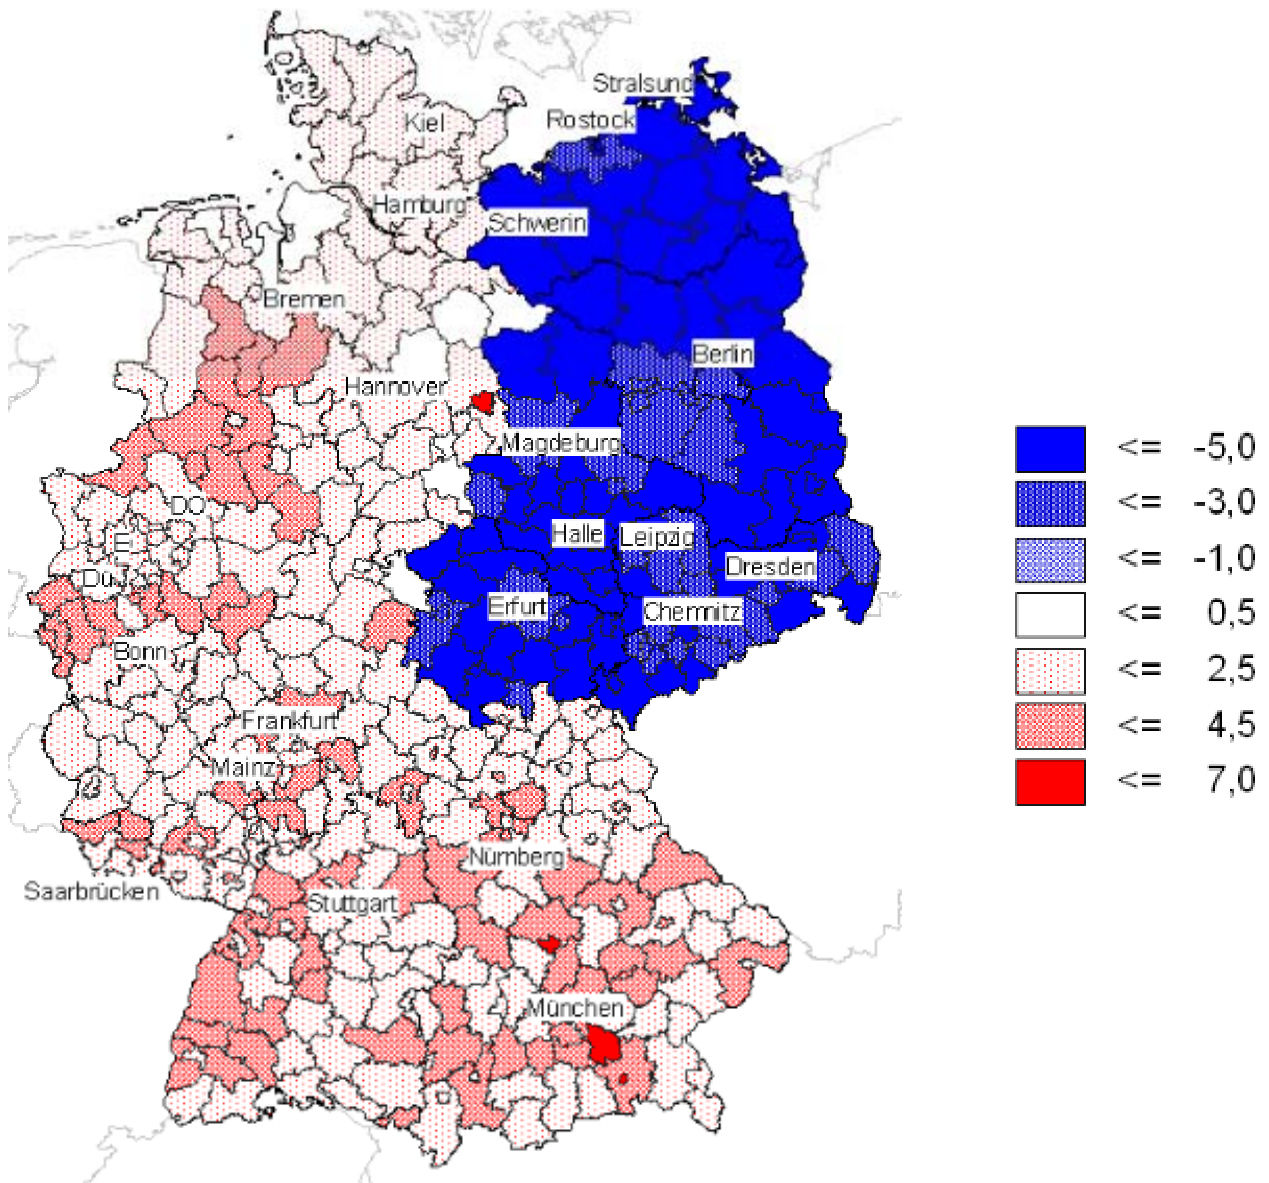 Stralsund
Rostock
Kiel
Hamburg
Schwerin
Bremen
Berlin
Hannover
Magdeburg
DO
E
Du
Halle
Leipzig
Dresden
Erfurt
Chemnitz
Bonn
Frankfurt
Mainz
Nürnberg
Saarbrücken
Stuttgart
München
<= -5,0
<= -3,0
<= -1,0
<= 0,5
<= 2,5
<= 4,5
<= 7,0